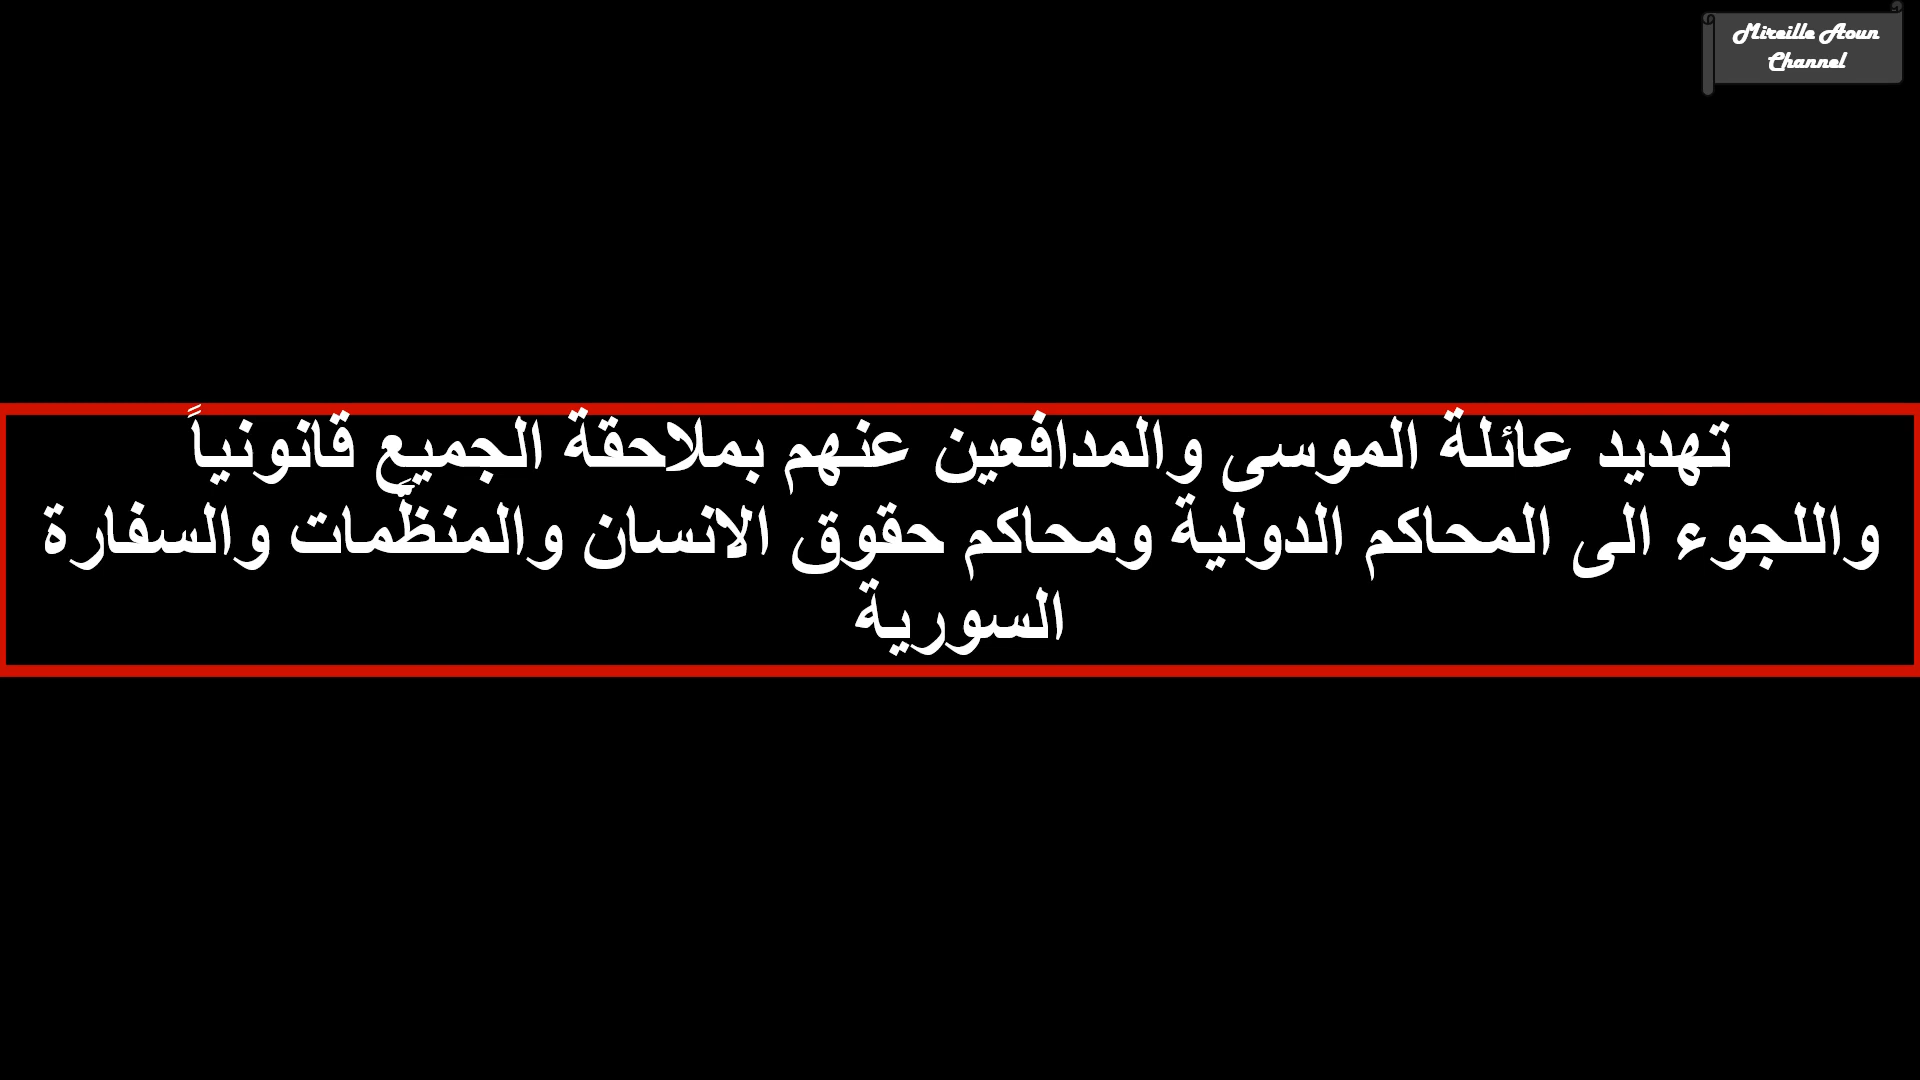 Mireille Aoun
Channel
تهديد عائلة الموسى والمدافعين عنهم بملاحقة الجميع قانونياً
واللجوء الى المحاكم الدولية ومحاكم حقوق الانسان والمنظَّمات والسفارة
السورية